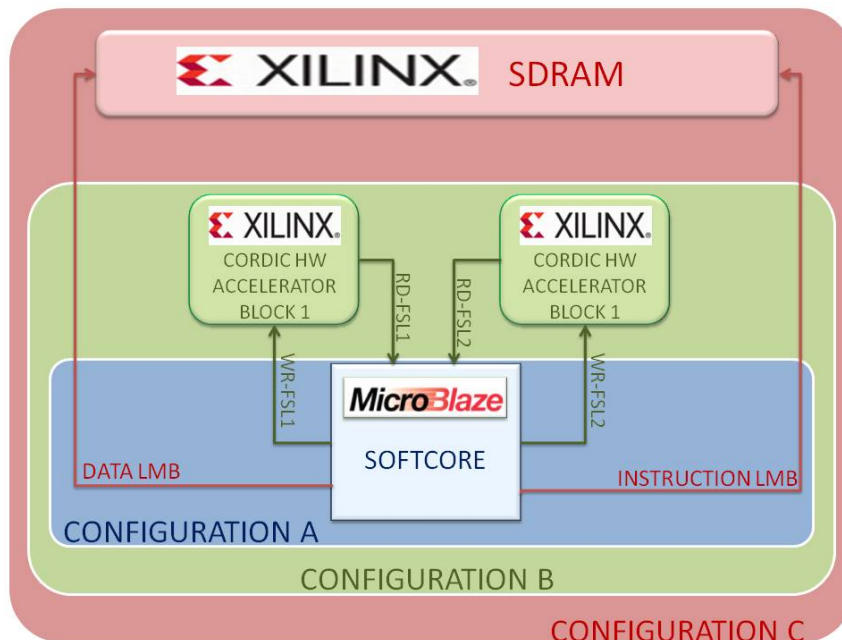 XILINX® SDRAM
XILINX®
CORDIC HW
ACCELERATOR
BLOCK 1
RD-FSL1
WR-FSL1
XILINX®
CORDIC HW
ACCELERATOR
BLOCK 1
RD-FSL2
WR-FSL2
MicroBlaze
SOFTCORE
DATA LMB
INSTRUCTION LMB
CONFIGURATION A
CONFIGURATION B
CONFIGURATION C